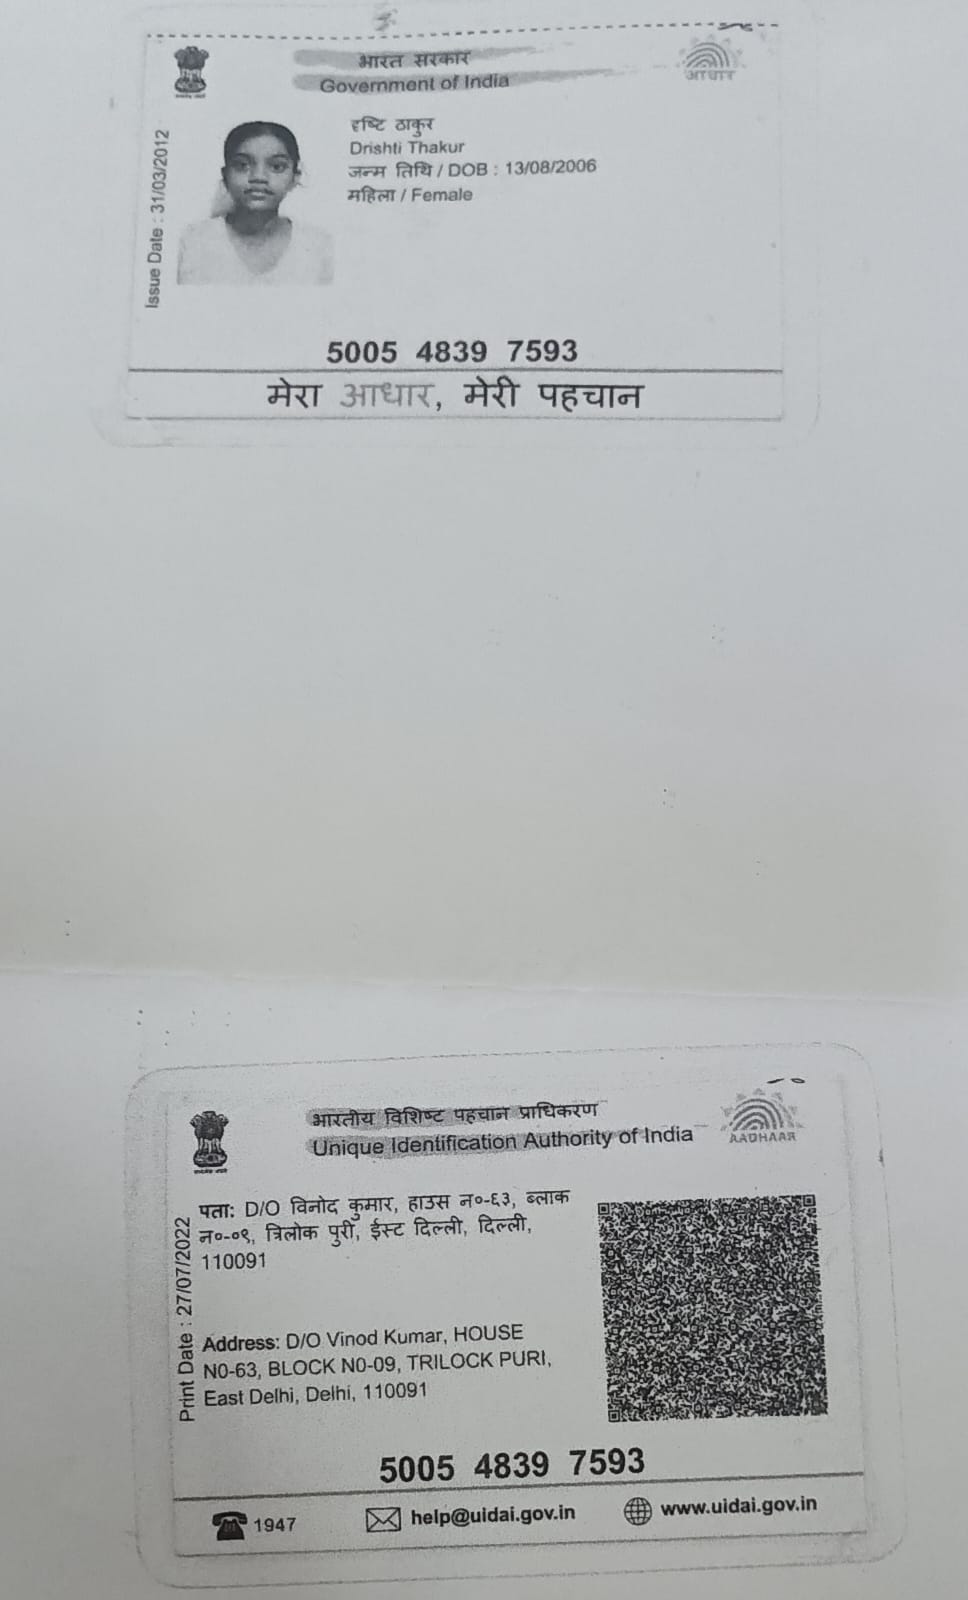 भारत सरकार
Government of India
दृष्टि ठाकुर
Drishti Thakur
जन्म तिथि / DOB : 13/08/2006
महिला / Female
Issue Date : 31/03/2012
5005 4839 7593
मेरा आधार, मेरी पहचान
भारतीय विशिष्ट पहचान प्राधिकरण
Unique Identification Authority of India
AADHAAR
पता: D/O विनोद कुमार, हाउस न०-६३, ब्लाक
न०-०९, त्रिलोक पुरी, ईस्ट दिल्ली, दिल्ली,
110091
Print Date : 27/07/2022
Address: D/O Vinod Kumar, HOUSE
N0-63, BLOCK N0-09, TRILOCK PURI,
East Delhi, Delhi, 110091
5005 4839 7593
1947 help@uidai.gov.in www.uidai.gov.in